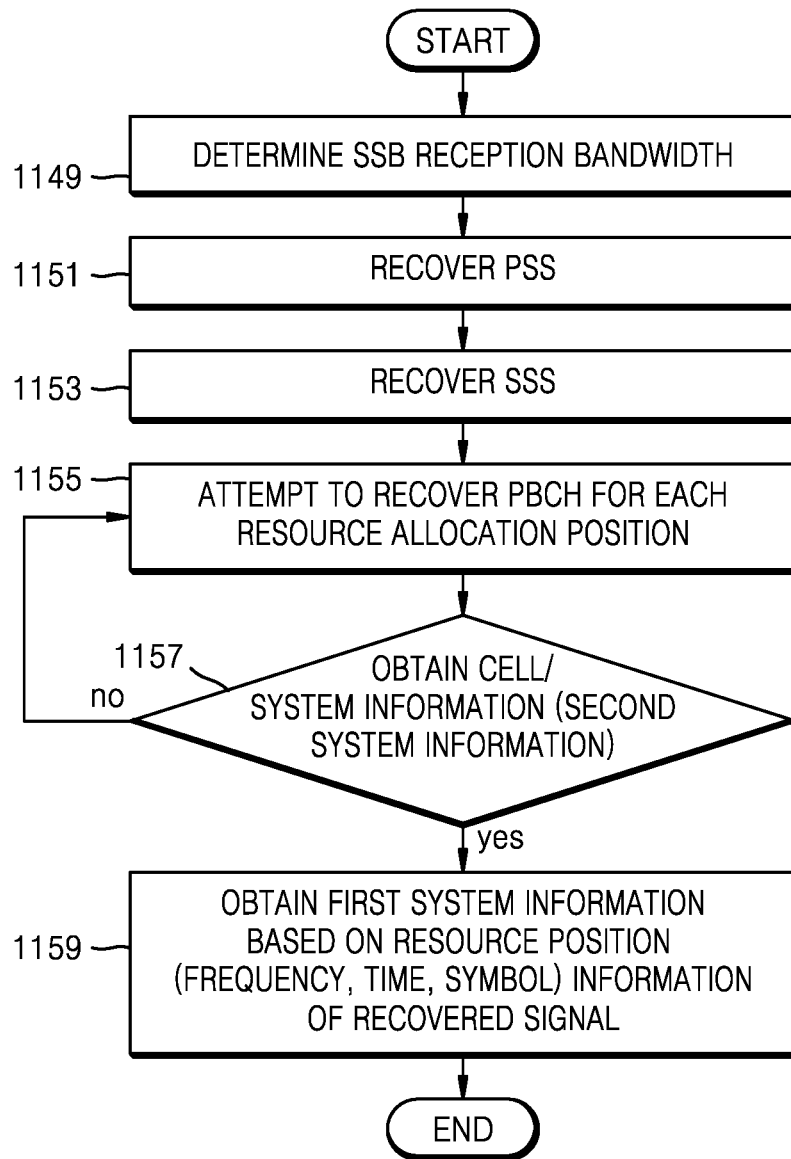 START
DETERMINE SSB RECEPTION BANDWIDTH
1149
RECOVER PSS
1151
RECOVER SSS
1153
1155
ATTEMPT TO RECOVER PBCH FOR EACH
RESOURCE ALLOCATION POSITION
1157
OBTAIN CELL/
SYSTEM INFORMATION (SECOND
SYSTEM INFORMATION)
no
yes
OBTAIN FIRST SYSTEM INFORMATION
BASED ON RESOURCE POSITION
(FREQUENCY, TIME, SYMBOL) INFORMATION
OF RECOVERED SIGNAL
1159
END